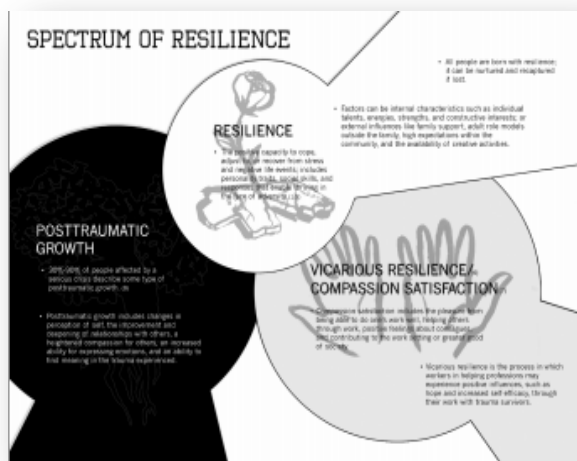 SPECTRUM OF RESILIENCE
• All people are born with resilience;
it can be nurtured and recaptured
if lost.
• Factors can be internal characteristics such as individual
talents, energies, strengths, and constructive interests; or
external influences like family support, adult role models
outside the family, high expectations within the
community, and the availability of creative activities.
RESILIENCE
• The positive capacity to cope,
adjust, or recover from stress
and negative life events; includes
personality traits, social skills, and
responses that enable thriving in
the face of adversity.
POSTTRAUMATIC
GROWTH
• of people affected by a
serious crisis describe some type of
posttraumatic growth.
• Posttraumatic growth includes changes in
perception of self, the improvement and
deepening of relationships with others, a
heightened compassion for others, an increased
ability for expressing emotions, and an ability to
find meaning in the trauma experienced.
VICARIOUS RESILIENCE/
COMPASSION SATISFACTION
• Compassion satisfaction includes the pleasure from
being able to do one's work well, helping others
through work, positive feelings about colleagues,
and contributing to the work setting or greater good
of society.
• Vicarious resilience is the process in which
workers in helping professions may
experience positive influences, such as
hope and increased self-efficacy, through
their work with trauma survivors.